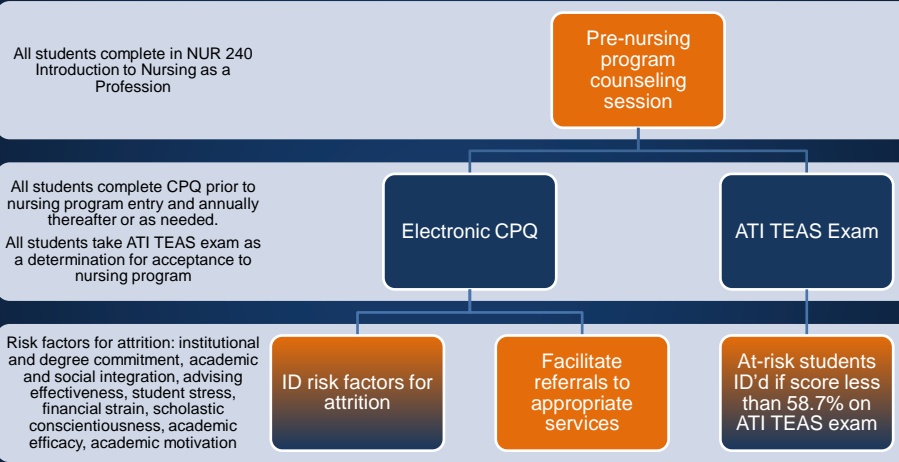 All students complete in NUR 240
Introduction to Nursing as a
Profession
Pre-nursing
program
counseling
session
All students complete CPQ prior to
nursing program entry and annually
thereafter or as needed.
All students take ATI TEAS exam as
a determination for acceptance to
nursing program
Electronic CPQ
ATI TEAS Exam
Risk factors for attrition: institutional
and degree commitment, academic
and social integration, advising
effectiveness, student stress,
financial strain, scholastic
conscientiousness, academic
efficacy, academic motivation
ID risk factors for
attrition
Facilitate
referrals to
appropriate
services
At-risk students
ID'd if score less
than 58.7% on
ATI TEAS exam